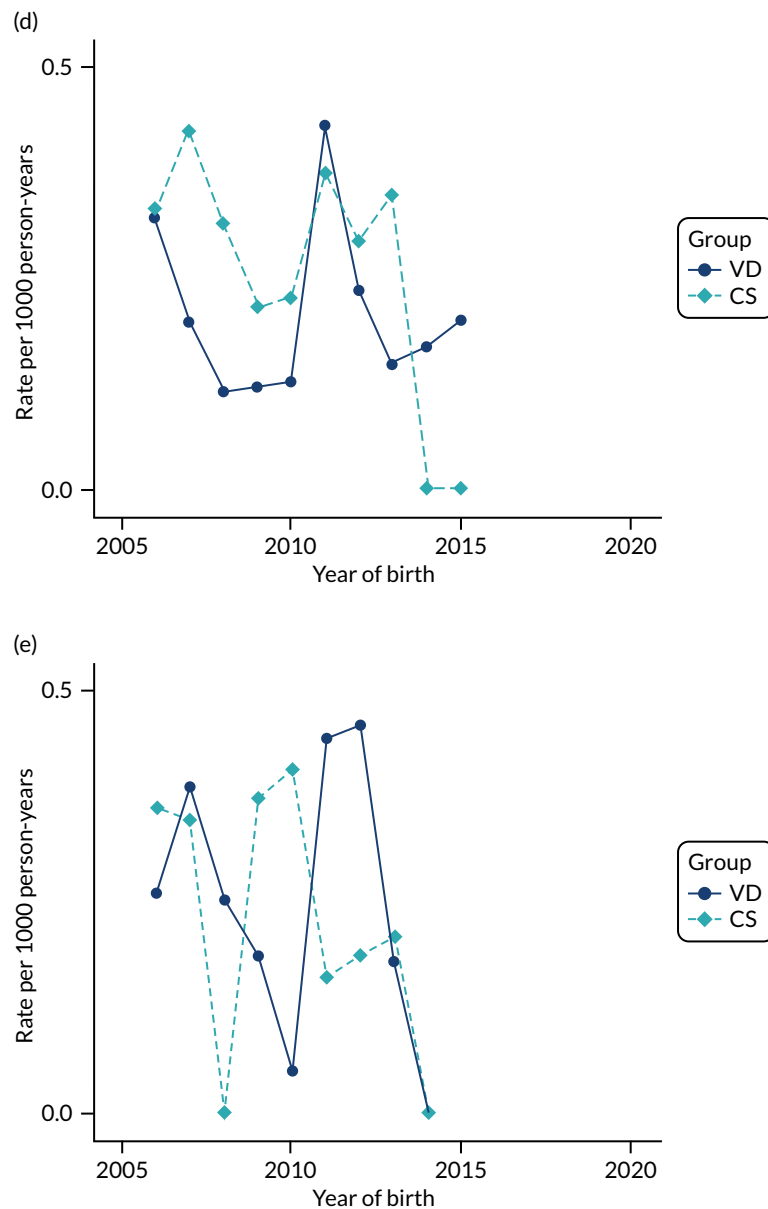 (d)
0.5
0.0
Rate per 1000 person-years
2005 2010 2015 2020
Year of birth
Group
VD
CS
(e)
0.5
0.0
Rate per 1000 person-years
2005 2010 2015 2020
Year of birth
Group
VD
CS